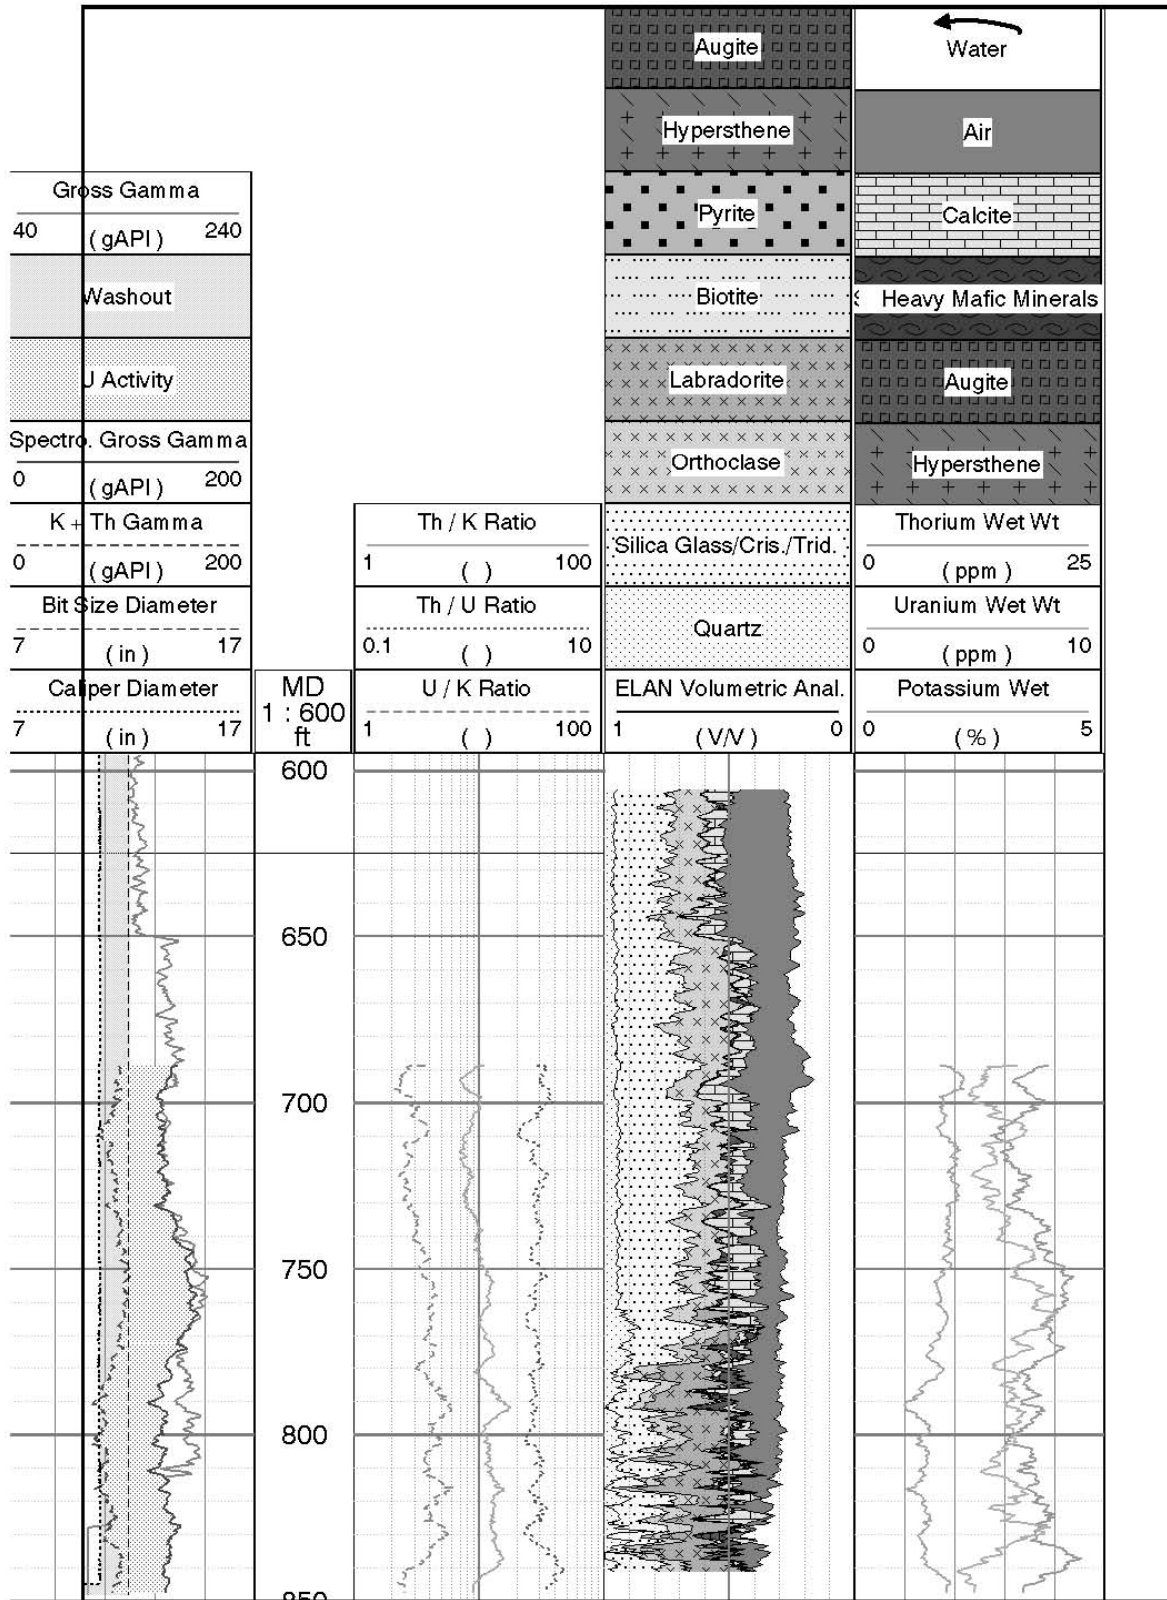 Augite
Water
Hypersthene
Air
Gross Gamma
40 (gAPI) 240
Pyrite
Calcite
Washout
Biotite
Heavy Mafic Minerals
U Activity
Labradorite
Augite
Spectro. Gross Gamma
0 (gAPI) 200
Orthoclase
Hypersthene
K + Th Gamma
0 (gAPI) 200
Th / K Ratio
1 ( ) 100
Silica Glass/Cris./Trid.
Thorium Wet Wt
0 (ppm) 25
Bit Size Diameter
7 (in) 17
Th / U Ratio
0.1 ( ) 10
Quartz
Uranium Wet Wt
0 (ppm) 10
Caliper Diameter
7 (in) 17
MD
1 : 600
ft
U / K Ratio
1 ( ) 100
ELAN Volumetric Anal.
1 (V/V) 0
Potassium Wet
0 (%) 5
600
650
700
750
800
850